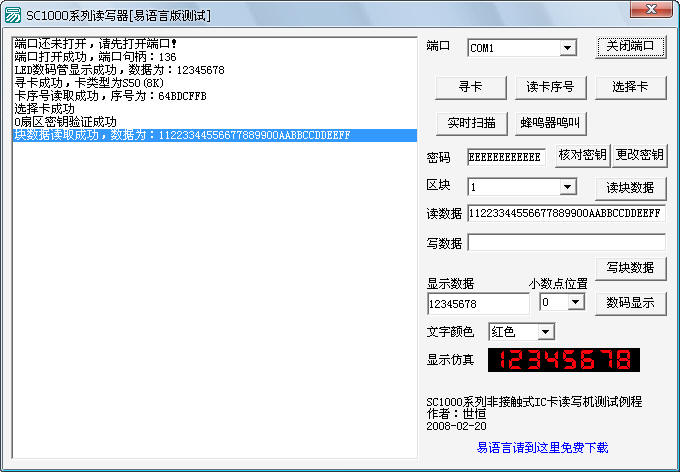 SC1000系列读写器[易语言版测试]
端口还未打开，请先打开端口！
端口打开成功，端口句柄：136
LED数码管显示成功，数据为：12345678
寻卡成功，卡类型为S50(8K)
卡序号读取成功，序号为：64BDCFFB
选择卡成功
0扇区密钥验证成功
块数据读取成功，数据为：11223344556677889900AABBCCDDEEFF
端口 COM1 关闭端口
寻卡 读卡序号 选择卡
实时扫描 蜂鸣器鸣叫
密码 EEEEEEEEEEEE 核对密钥 更改密钥
区块 1 读块数据
读数据 11223344556677889900AABBCCDDEEFF
写数据
写块数据
显示数据 小数点位置
12345678 0 数码显示
文字颜色 红色
显示仿真 12345678
SC1000系列非接触式IC卡读写机测试例程
作者：世恒
2008-02-20
易语言请到这里免费下载